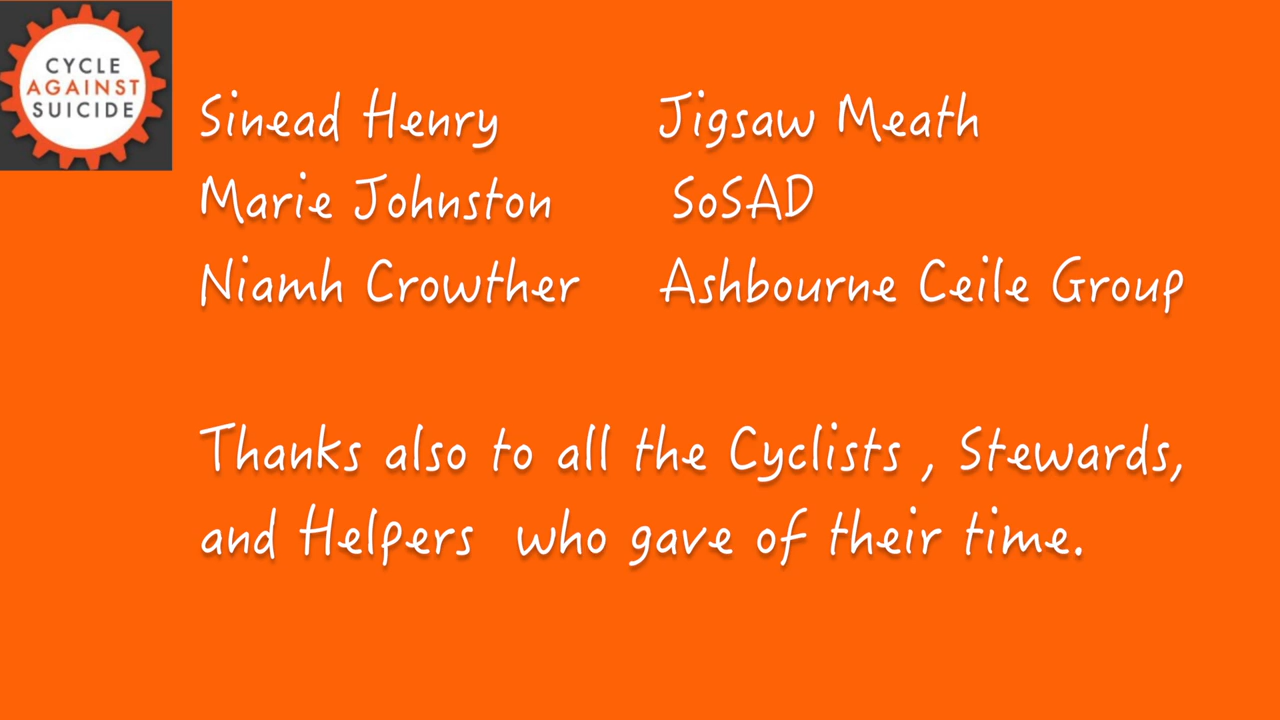 CYCLE
AGAINST
SUICIDE
Sinead Henry Jigsaw Meath
Marie Johnston SoSAD
Niamh Crowther Ashbourne Ceile Group
Thanks also to all the Cyclists , Stewards,
and Helpers who gave of their time.